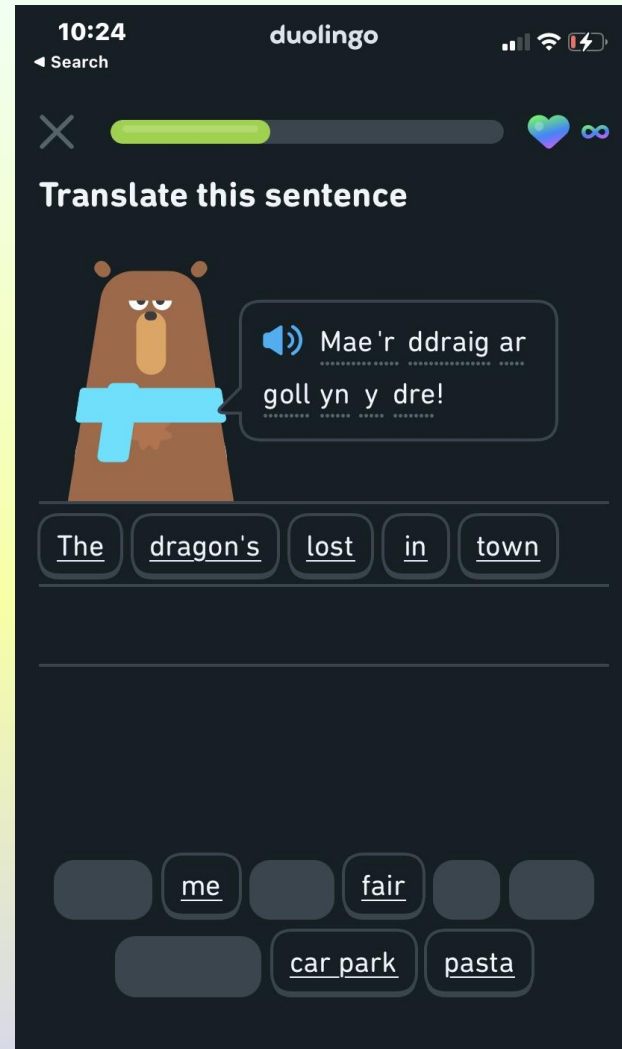 10:24
duolingo
◀ Search
∞
Translate this sentence
Mae'r ddraig ar
goll yn y dre!
The dragon's lost in town
me fair
car park pasta